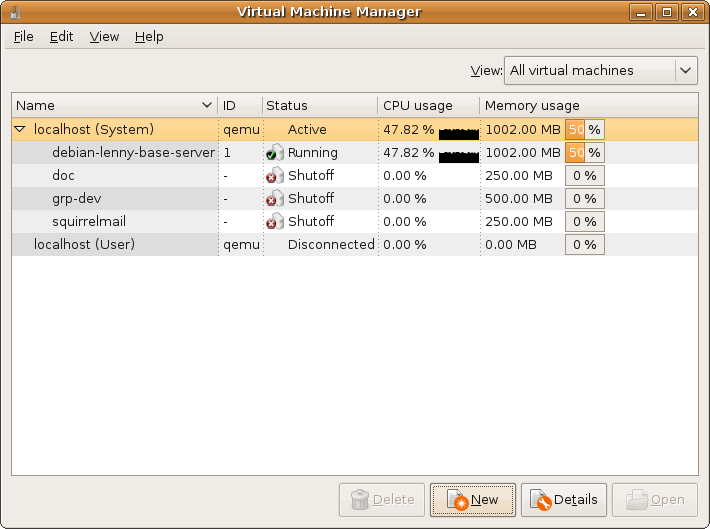 Virtual Machine Manager
File Edit View Help
View: All virtual machines
Name ID Status CPU usage Memory usage
localhost (System) qemu Active 47.82 % 1002.00 MB 50 %
debian-lenny-base-server 1 Running 47.82 % 1002.00 MB 50 %
doc - Shutoff 0.00 % 250.00 MB 0 %
grp-dev - Shutoff 0.00 % 500.00 MB 0 %
squirrelmail - Shutoff 0.00 % 250.00 MB 0 %
localhost (User) qemu Disconnected 0.00 % 0.00 MB 0 %
Delete New Details Open